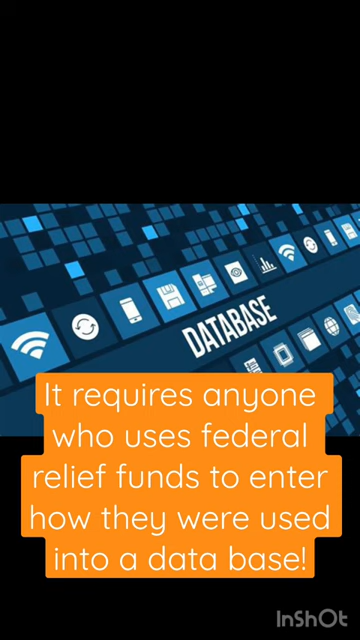 DATABASE
It requires anyone
who uses federal
relief funds to enter
how they were used
into a data base!
InShOt